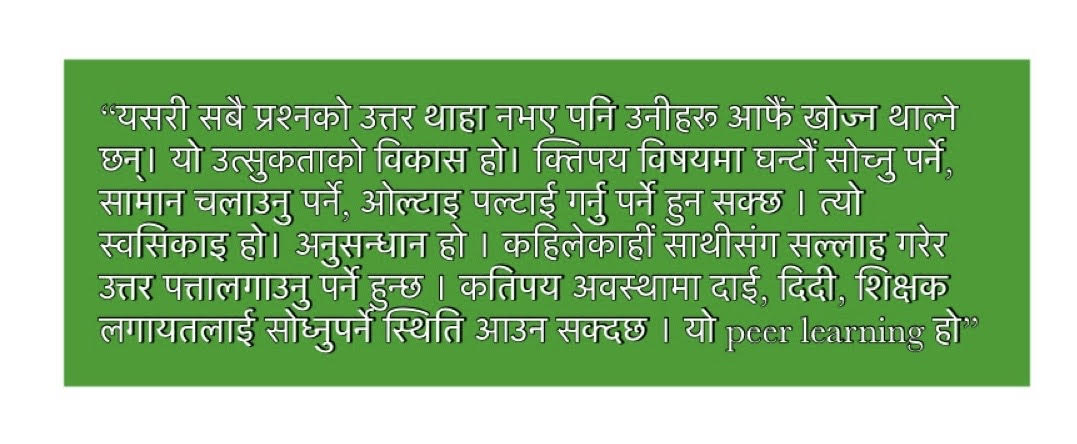 “यसरी सबै प्रश्नको उत्तर थाहा नभए पनि उनीहरू आफैं खोज्न थाल्ने
छन्। यो उत्सुकताको विकास हो। क्तिपय विषयमा घन्टौं सोच्नु पर्ने,
सामान चलाउनु पर्ने, ओल्टाइ पल्टाई गर्नु पर्ने हुन सक्छ । त्यो
स्वसिकाइ हो। अनुसन्धान हो । कहिलेकाहीं साथीसंग सल्लाह गरेर
उत्तर पत्तालगाउनु पर्ने हुन्छ । कतिपय अवस्थामा दाई, दिदी, शिक्षक
लगायतलाई सोध्नुपर्ने स्थिति आउन सक्दछ । यो peer learning हो”